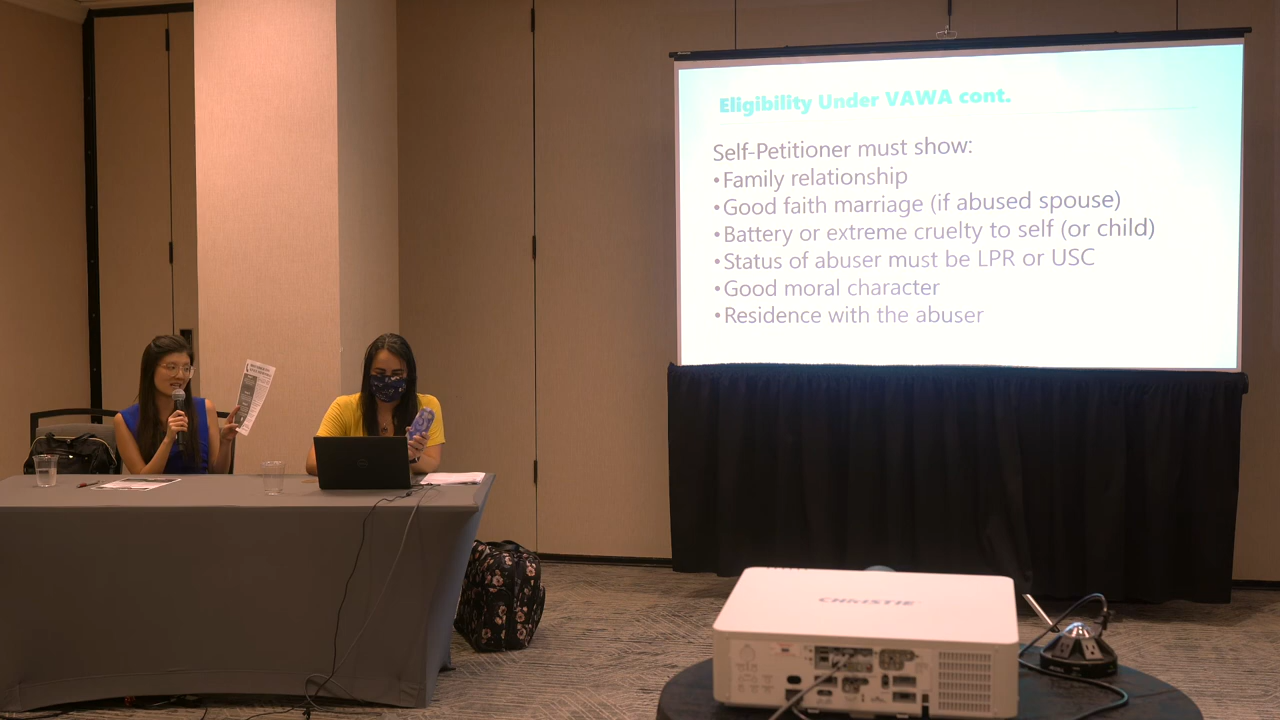 Eligibility Under VAWA cont.
Self-Petitioner must show:
•Family relationship
•Good faith marriage (if abused spouse)
•Battery or extreme cruelty to self (or child)
•Status of abuser must be LPR or USC
•Good moral character
•Residence with the abuser
CHRISTIE